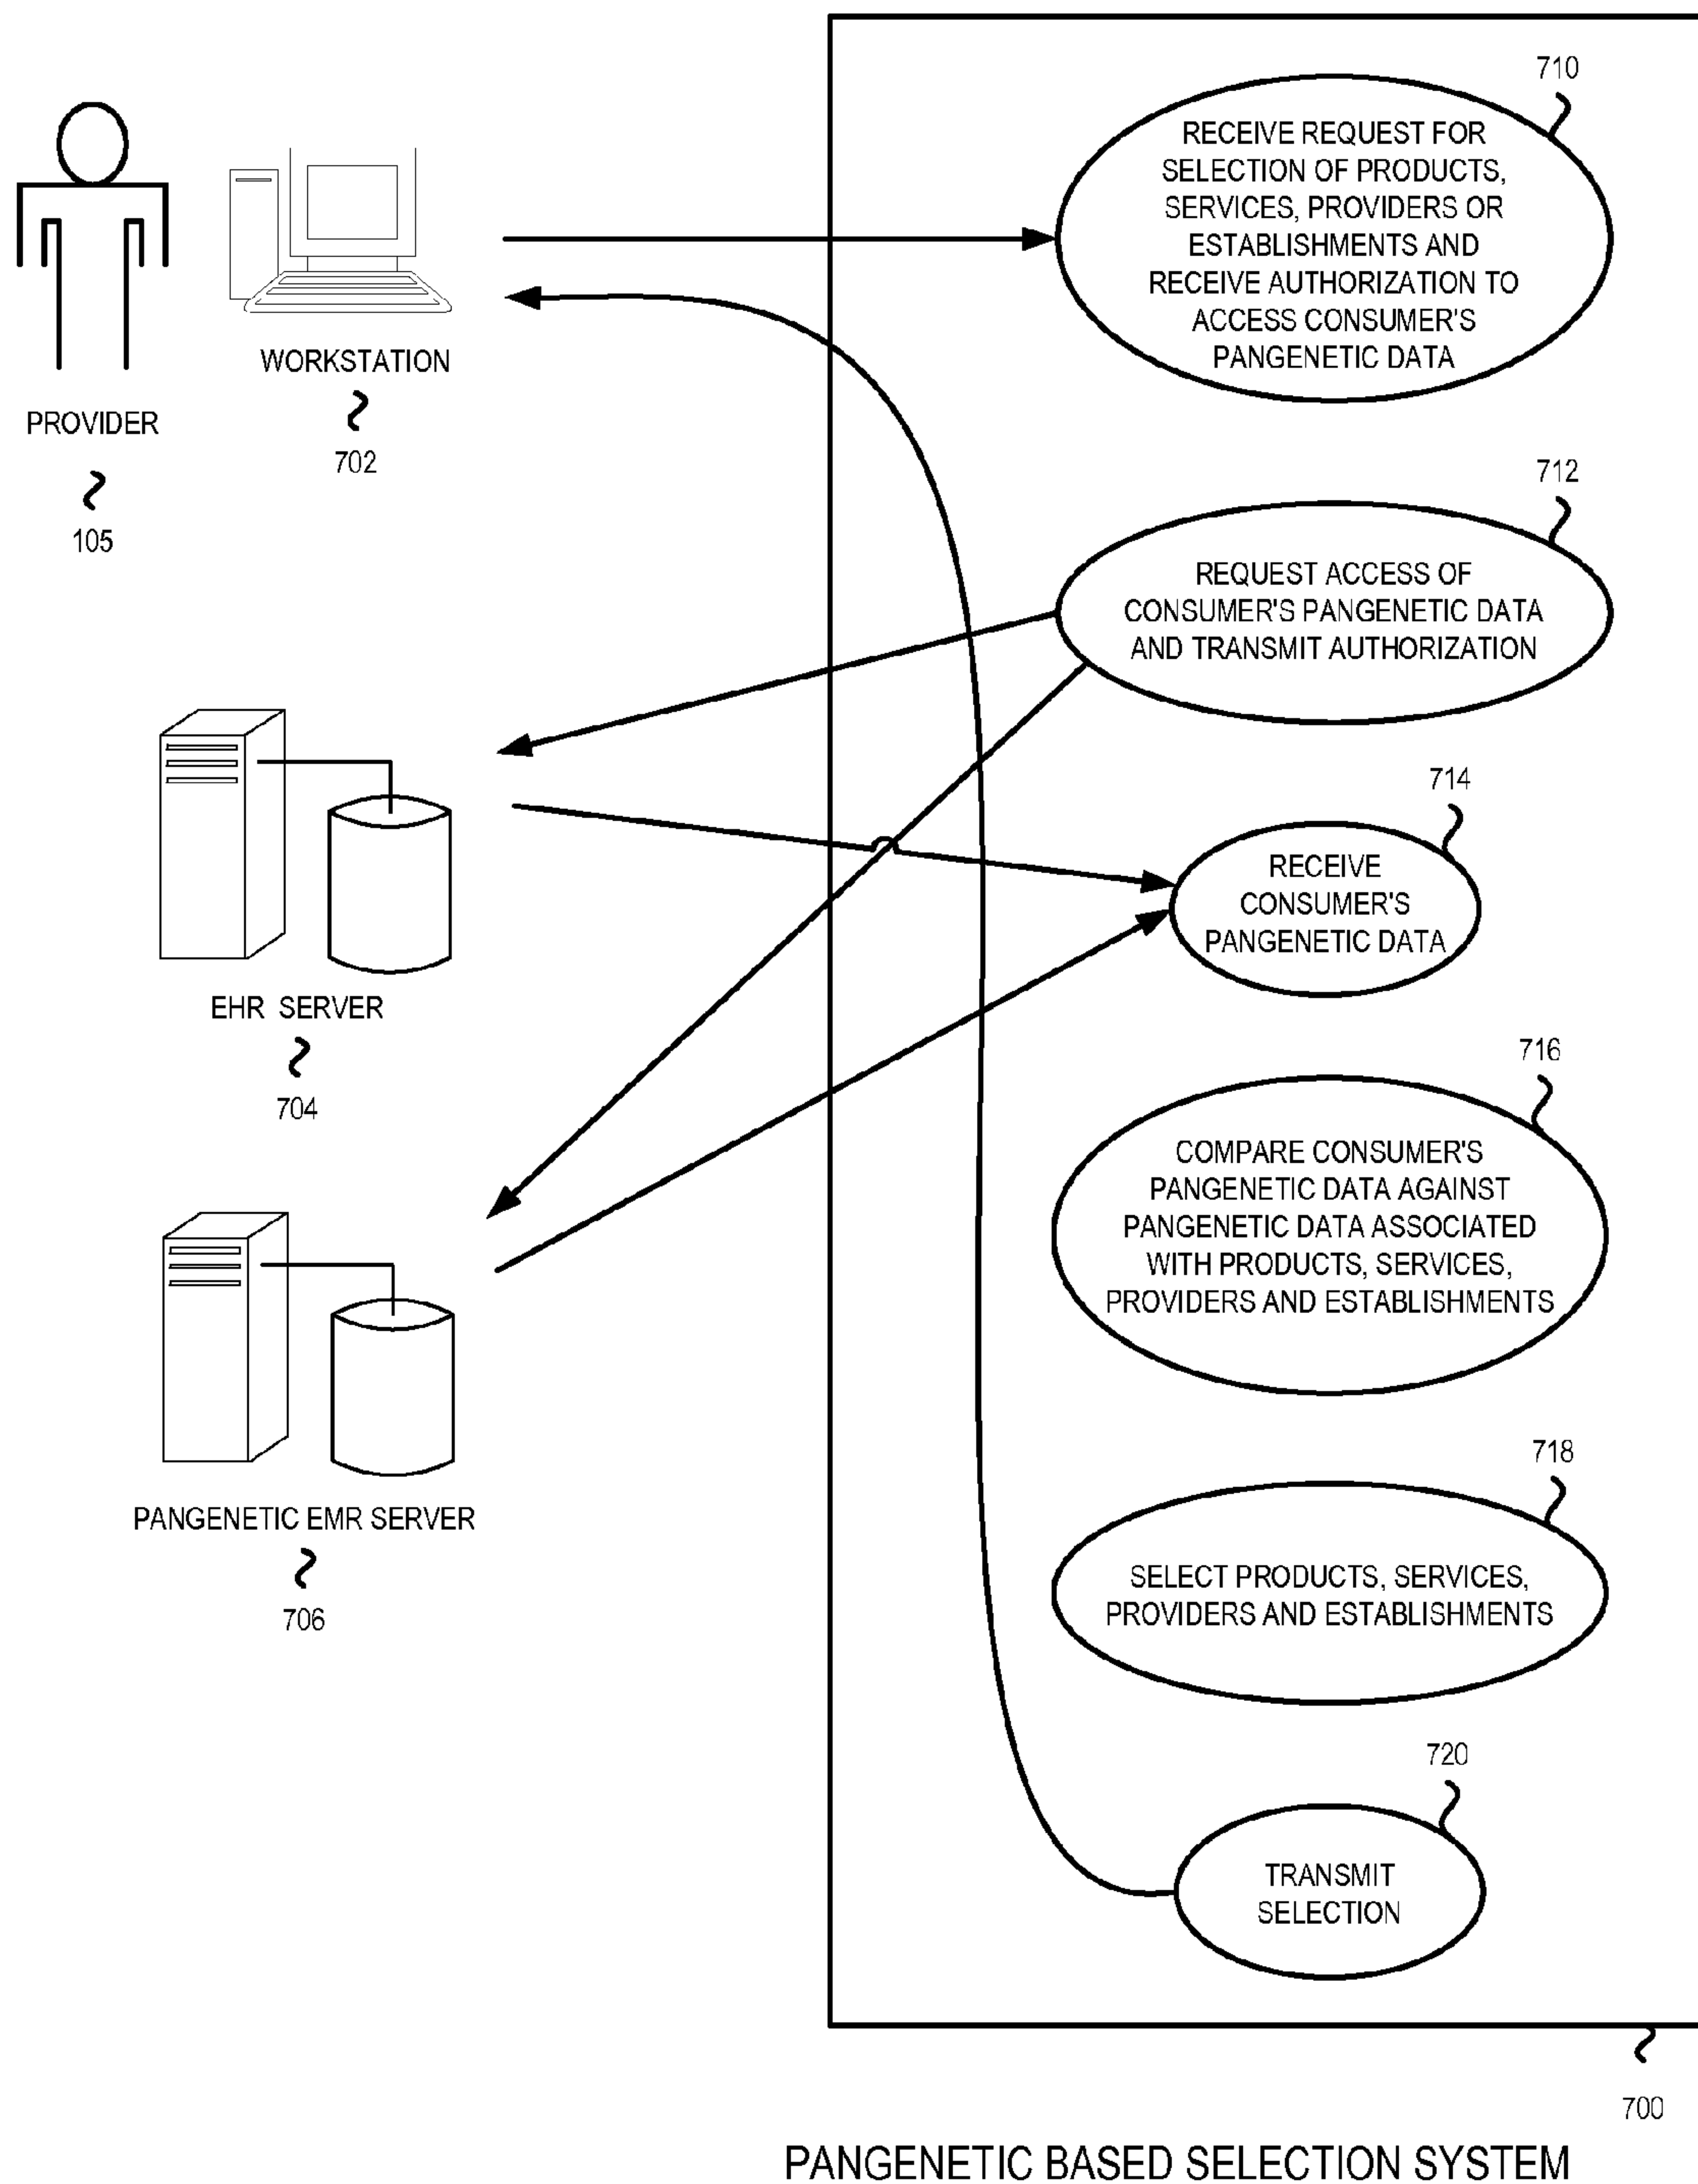 710
RECEIVE REQUEST FOR
SELECTION OF PRODUCTS,
SERVICES, PROVIDERS OR
ESTABLISHMENTS AND
RECEIVE AUTHORIZATION TO
ACCESS CONSUMER'S
PANGENETIC DATA
WORKSTATION
702
PROVIDER
105
712
REQUEST ACCESS OF
CONSUMER'S PANGENETIC DATA
AND TRANSMIT AUTHORIZATION
714
RECEIVE
CONSUMER'S
PANGENETIC DATA
EHR SERVER
704
716
COMPARE CONSUMER'S
PANGENETIC DATA AGAINST
PANGENETIC DATA ASSOCIATED
WITH PRODUCTS, SERVICES,
PROVIDERS AND ESTABLISHMENTS
PANGENETIC EMR SERVER
706
718
SELECT PRODUCTS, SERVICES,
PROVIDERS AND ESTABLISHMENTS
720
TRANSMIT
SELECTION
700
PANGENETIC BASED SELECTION SYSTEM